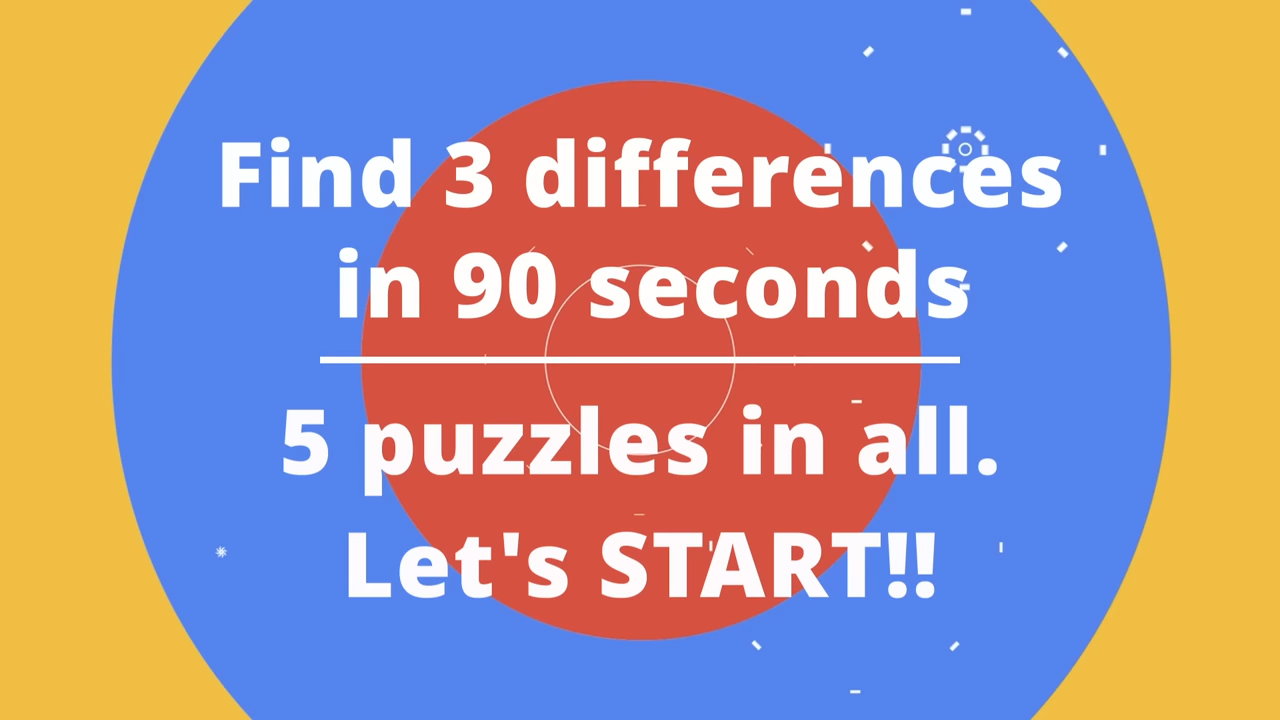 Find 3 differences
in 90 seconds
5 puzzles in all.
Let's START!!